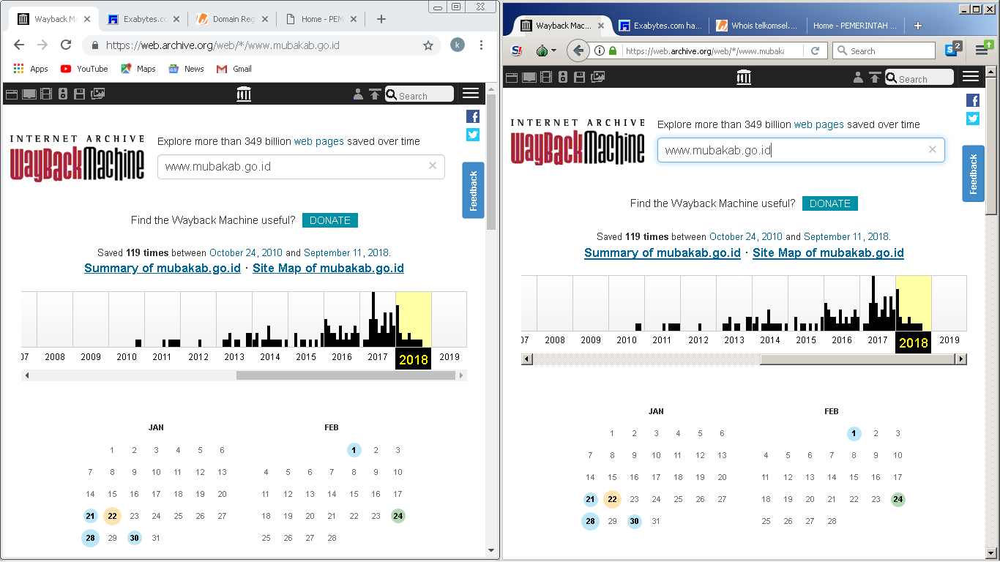 Wayback Ma
Exabytes.co
Domain Reg
Home - PEM
https://web.archive.org/web/*/www.mubakab.go.id
k
Apps
YouTube
Maps
News
Gmail
Search
INTERNET ARCHIVE
WayBackMachine
Explore more than 349 billion web pages saved over time
www.mubakab.go.id
Feedback
Find the Wayback Machine useful? DONATE
Saved 119 times between October 24, 2010 and September 11, 2018.
Summary of mubakab.go.id · Site Map of mubakab.go.id
07 2008 2009 2010 2011 2012 2013 2014 2015 2016 2017 2018 2019
JAN
1 2 3 4 5 6
7 8 9 10 11 12 13
14 15 16 17 18 19 20
21 22 23 24 25 26 27
28 29 30 31
FEB
1 2 3
4 5 6 7 8 9 10
11 12 13 14 15 16 17
18 19 20 21 22 23 24
25 26 27 28
Wayback Mac...
Exabytes.com ha...
Whois telkomsel....
Home - PEMERINTAH ...
S!
https://web.archive.org/web/*/www.mubaka
Search
S 2
Search
INTERNET ARCHIVE
WayBackMachine
Explore more than 349 billion web pages saved over time
www.mubakab.go.id
Feedback
Find the Wayback Machine useful? DONATE
Saved 119 times between October 24, 2010 and September 11, 2018.
Summary of mubakab.go.id · Site Map of mubakab.go.id
07 2008 2009 2010 2011 2012 2013 2014 2015 2016 2017 2018 2019
JAN
1 2 3 4 5 6
7 8 9 10 11 12 13
14 15 16 17 18 19 20
21 22 23 24 25 26 27
28 29 30 31
FEB
1 2 3
4 5 6 7 8 9 10
11 12 13 14 15 16 17
18 19 20 21 22 23 24
25 26 27 28